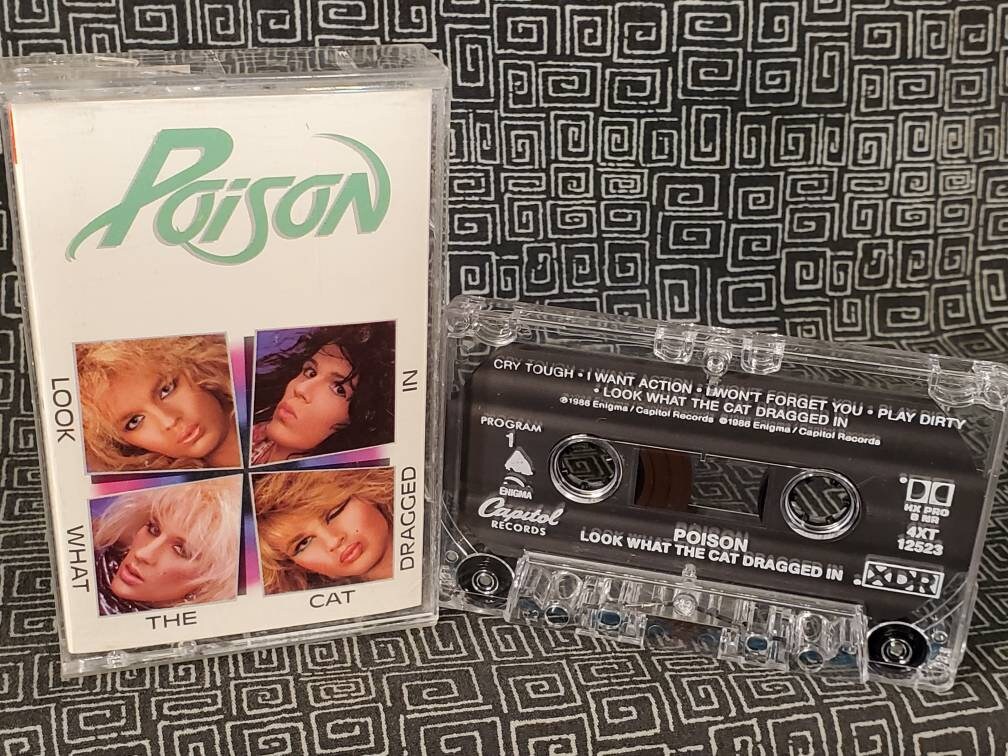 Poison
LOOK
WHAT
THE
CAT
DRAGGED
IN
CRY TOUGH • I WANT ACTION • I WON'T FORGET YOU • PLAY DIRTY
• LOOK WHAT THE CAT DRAGGED IN
℗1986 Enigma / Capitol Records ©1986 Enigma / Capitol Records
PROGRAM
1
ENIGMA
Capitol
RECORDS
HX PRO
B NR
4XT
12523
POISON
LOOK WHAT THE CAT DRAGGED IN
XDR